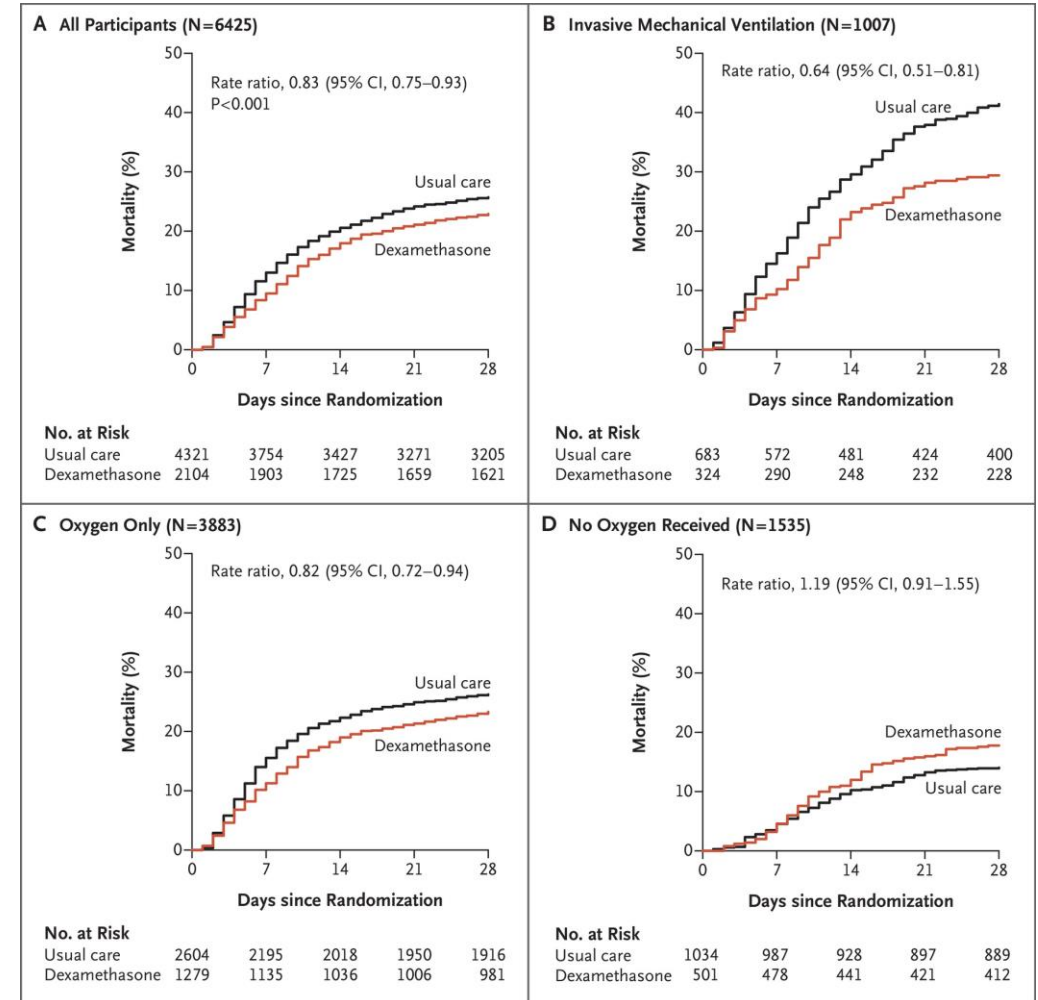 A All Participants (N=6425)
50
40
30
20
10
0
Mortality (%)
Rate ratio, 0.83 (95% CI, 0.75–0.93)
P<0.001
Usual care
Dexamethasone
0 7 14 21 28
Days since Randomization
No. at Risk
Usual care 4321 3754 3427 3271 3205
Dexamethasone 2104 1903 1725 1659 1621
B Invasive Mechanical Ventilation (N=1007)
50
40
30
20
10
0
Mortality (%)
Rate ratio, 0.64 (95% CI, 0.51–0.81)
Usual care
Dexamethasone
0 7 14 21 28
Days since Randomization
No. at Risk
Usual care 683 572 481 424 400
Dexamethasone 324 290 248 232 228
C Oxygen Only (N=3883)
50
40
30
20
10
0
Mortality (%)
Rate ratio, 0.82 (95% CI, 0.72–0.94)
Usual care
Dexamethasone
0 7 14 21 28
Days since Randomization
No. at Risk
Usual care 2604 2195 2018 1950 1916
Dexamethasone 1279 1135 1036 1006 981
D No Oxygen Received (N=1535)
50
40
30
20
10
0
Mortality (%)
Rate ratio, 1.19 (95% CI, 0.91–1.55)
Dexamethasone
Usual care
0 7 14 21 28
Days since Randomization
No. at Risk
Usual care 1034 987 928 897 889
Dexamethasone 501 478 441 421 412